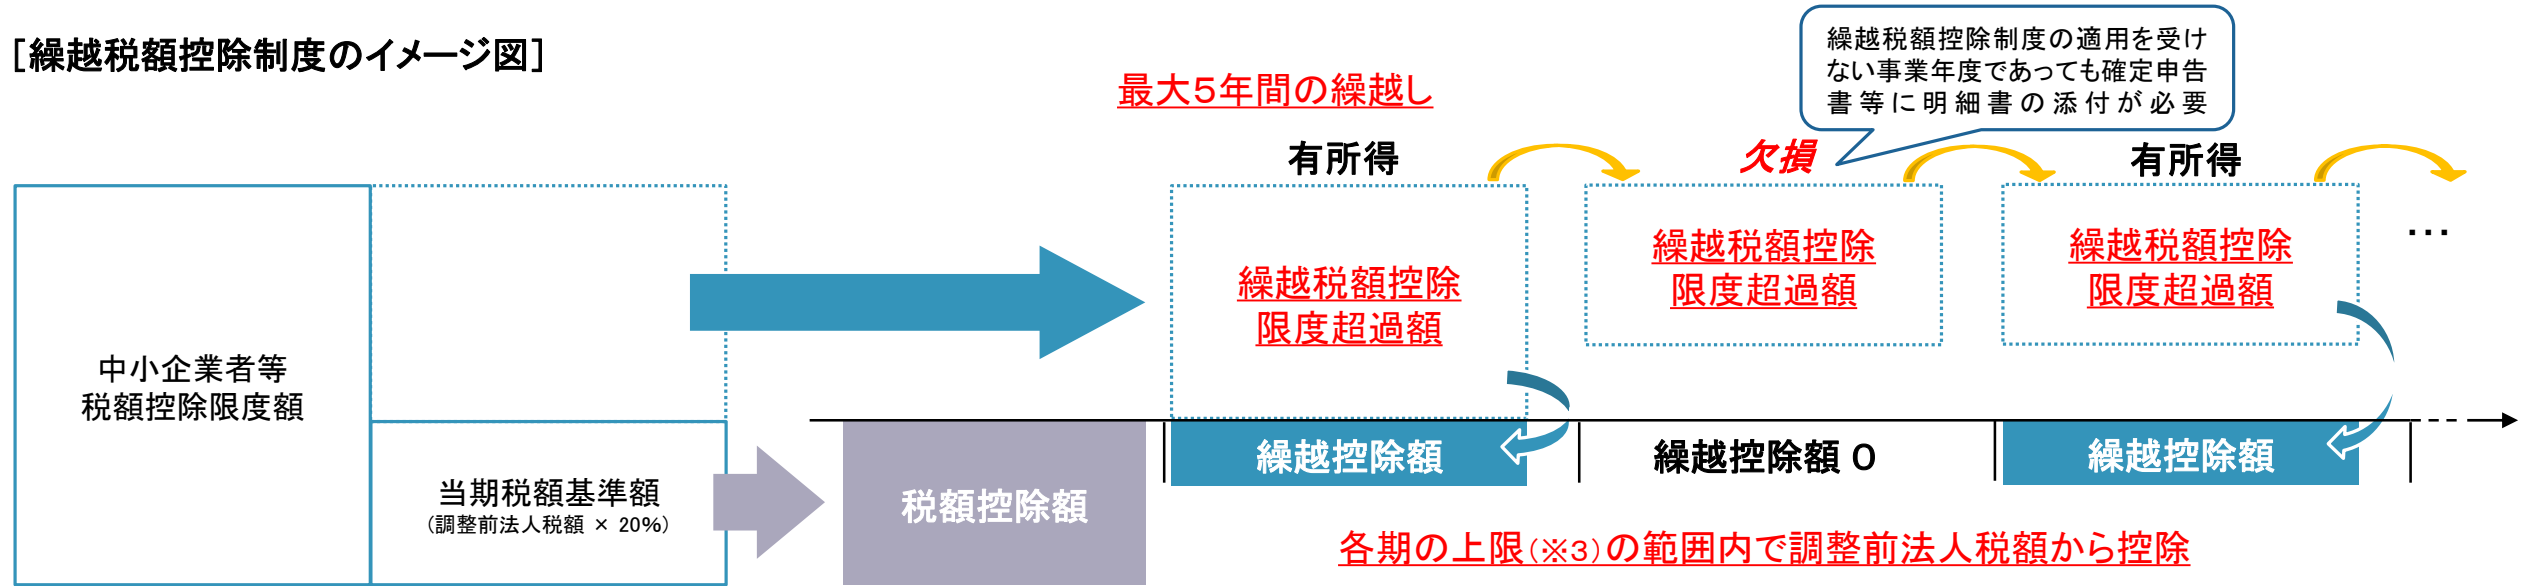 [繰越税額控除制度のイメージ図]
最大5年間の繰越し
繰越税額控除制度の適用を受け
ない事業年度であっても確定申告
書等に明細書の添付が必要
有所得
欠損
有所得
繰越税額控除
限度超過額
繰越税額控除
限度超過額
繰越税額控除
限度超過額
…
中小企業者等
税額控除限度額
当期税額基準額
(調整前法人税額 × 20%)
税額控除額
繰越控除額
繰越控除額 0
繰越控除額
各期の上限(※3)の範囲内で調整前法人税額から控除